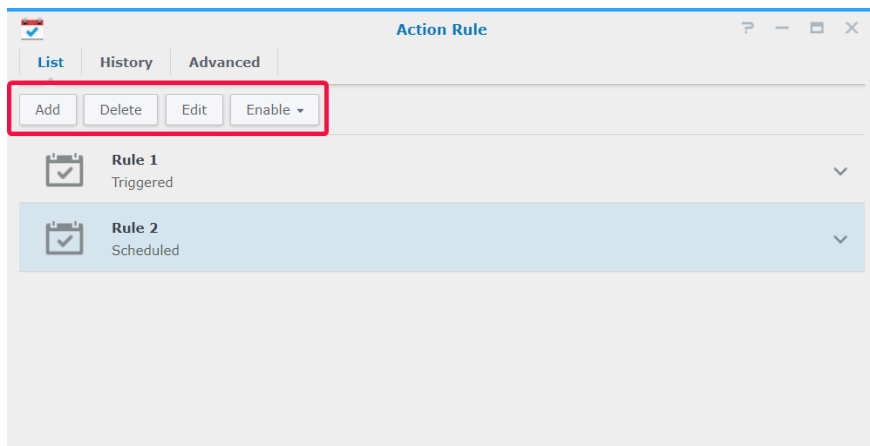 Action Rule
List History Advanced
Add Delete Edit Enable
Rule 1
Triggered
Rule 2
Scheduled